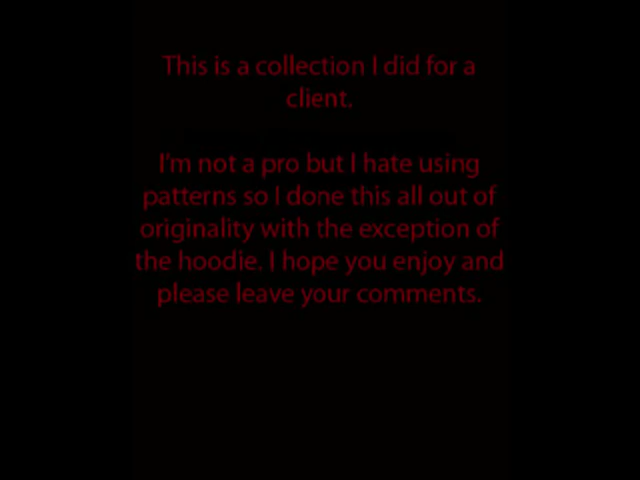 This is a collection I did for a
client.
I'm not a pro but I hate using
patterns so I done this all out of
originality with the exception of
the hoodie. I hope you enjoy and
please leave your comments.